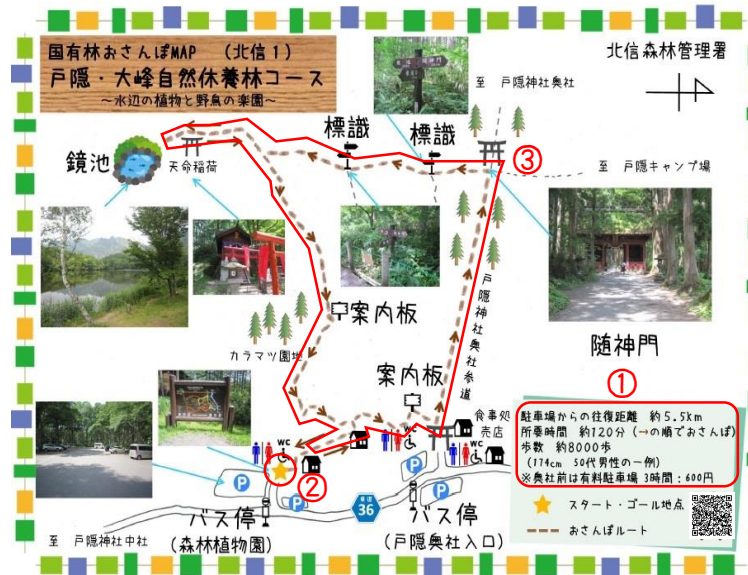 国有林おさんぽMAP （北信１）
戸隠・大峰自然休養林コース
～水辺の植物と野鳥の楽園～
北信森林管理署
至 戸隠神社奥社
標識
標識
③
鏡池
天命稲荷
至 戸隠キャンプ場
戸隠神社奥社参道
案内板
カラマツ園地
随神門
案内板
①
食事処
売店
駐車場からの往復距離 約5.5km
所要時間 約120分（→の順でおさんぽ）
歩数 約8000歩
（174cm 50代男性の一例）
※奥社前は有料駐車場 3時間：600円
WC
WC
WC
②
P
P
P
P
スタート・ゴール地点
おさんぽルート
県道
36
バス停
（森林植物園）
バス停
（戸隠奥社入口）
至 戸隠神社中社